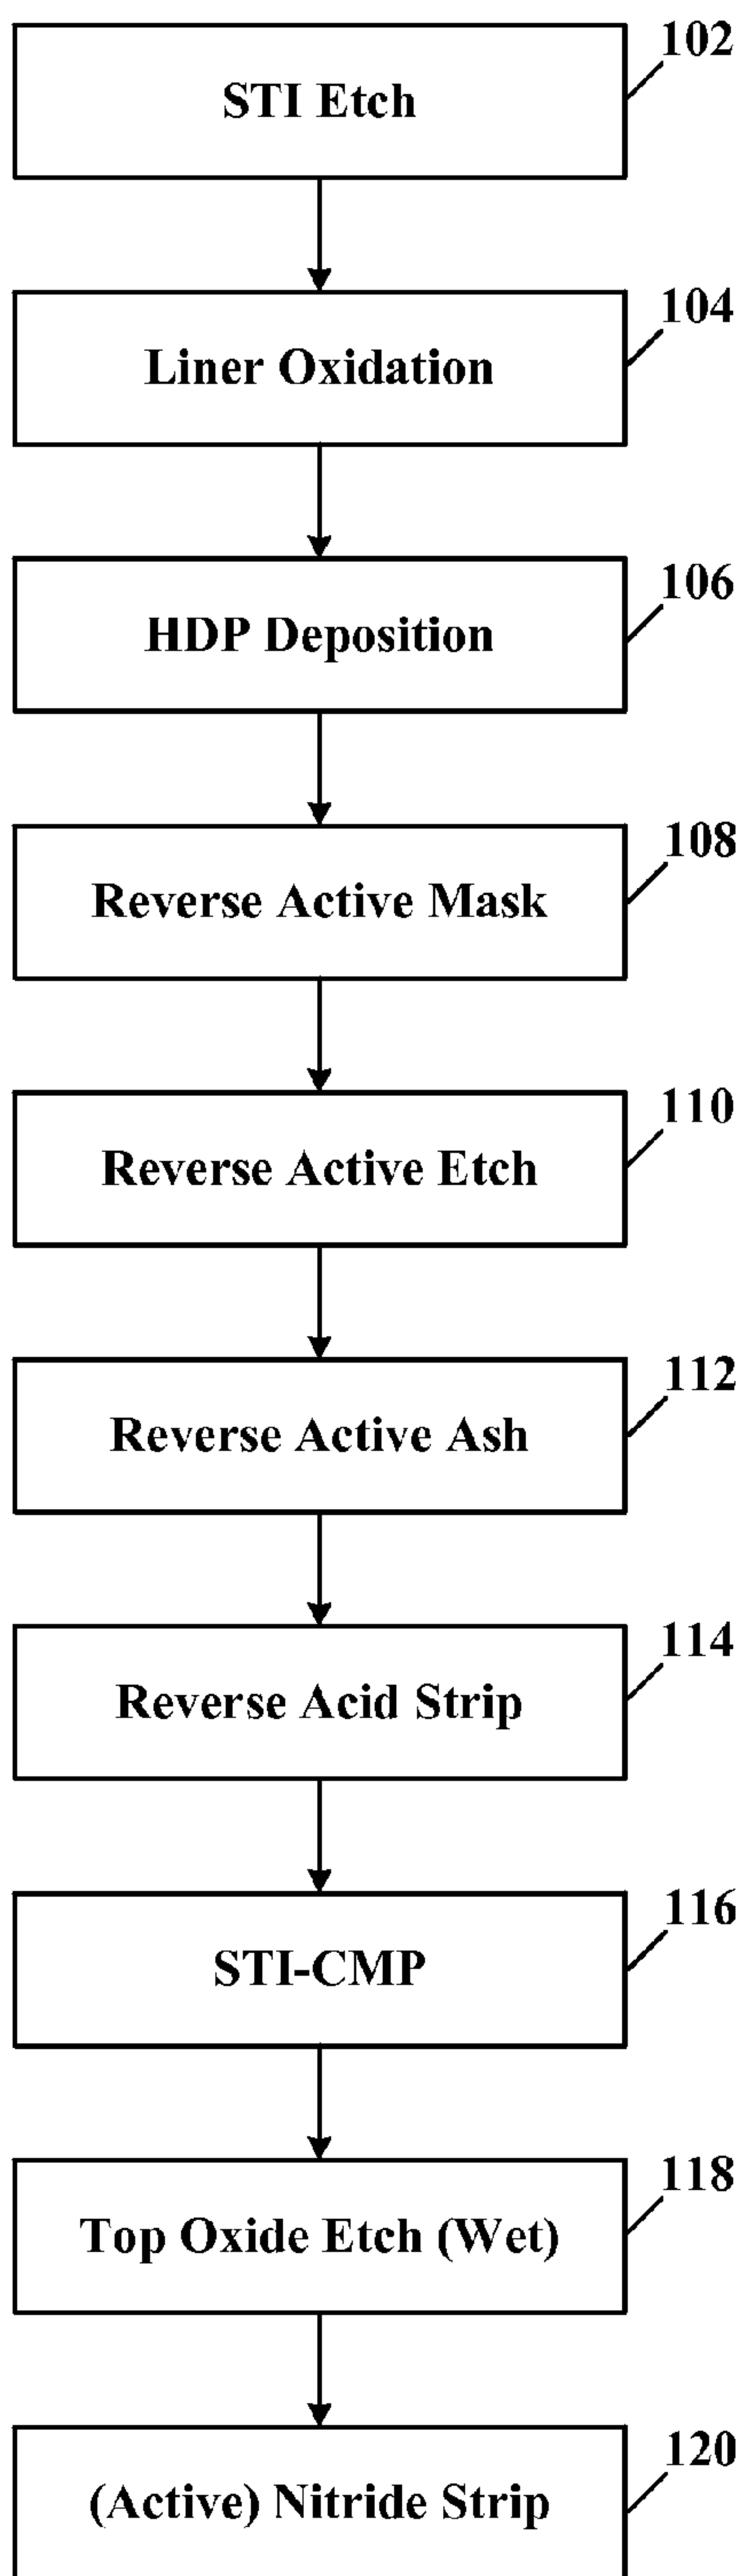 102
STI Etch
104
Liner Oxidation
106
HDP Deposition
108
Reverse Active Mask
110
Reverse Active Etch
112
Reverse Active Ash
114
Reverse Acid Strip
116
STI-CMP
118
Top Oxide Etch (Wet)
120
(Active) Nitride Strip